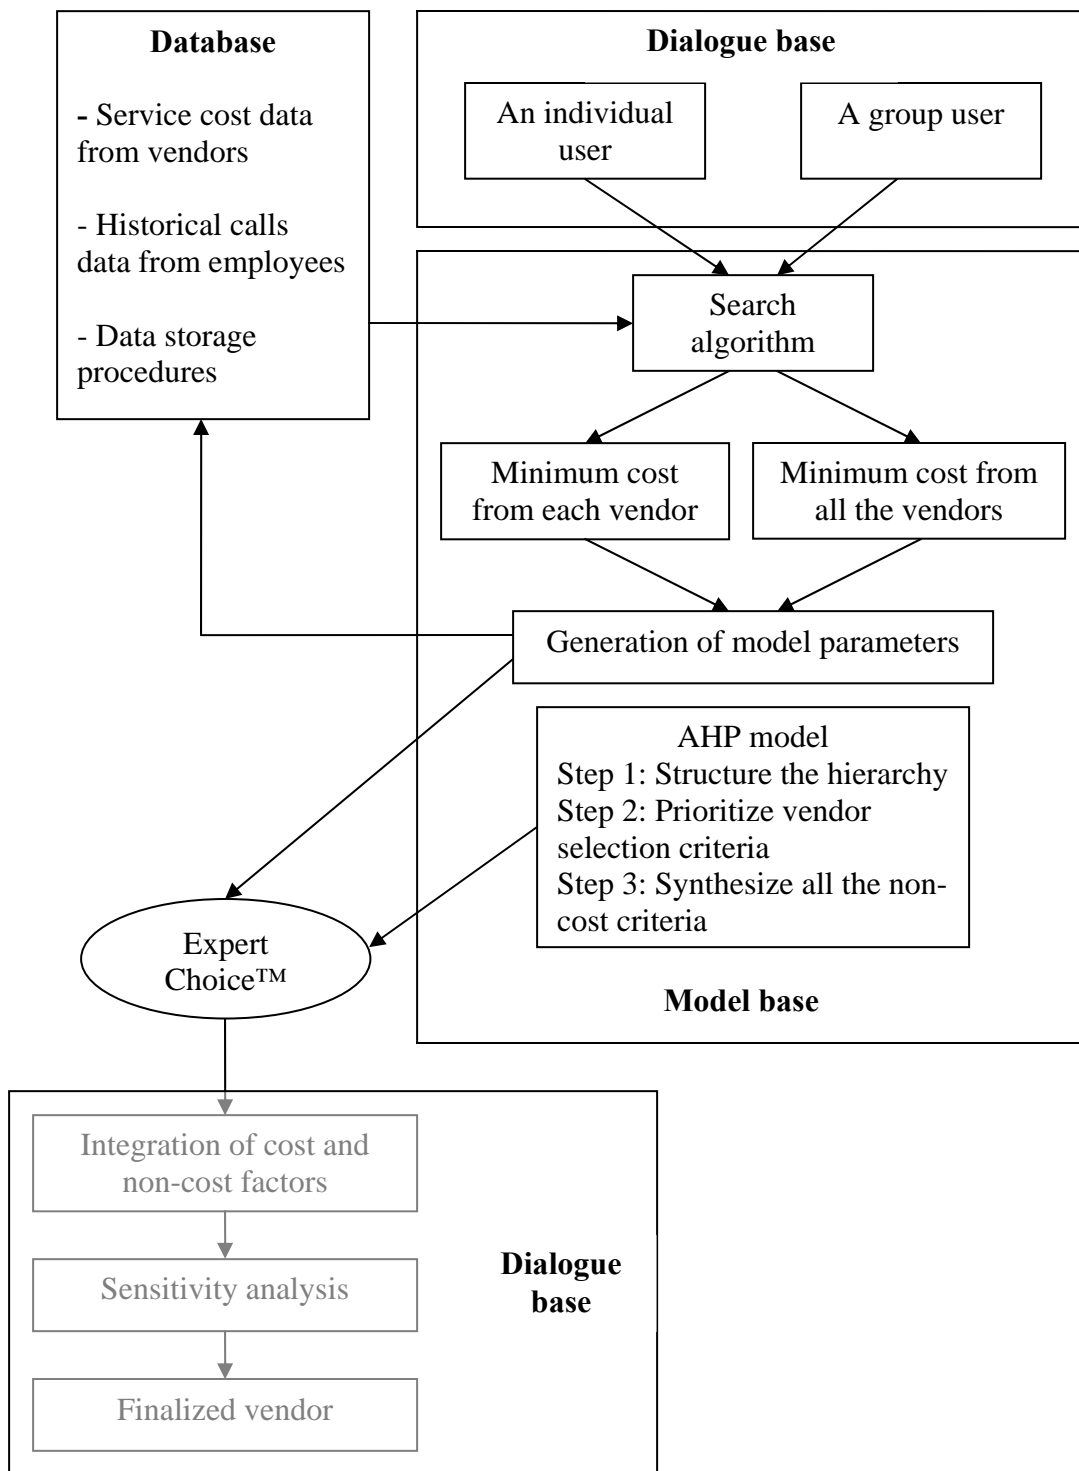 Database
- Service cost data
from vendors
- Historical calls
data from employees
- Data storage
procedures
Dialogue base
An individual
user
A group user
Search
algorithm
Minimum cost
from each vendor
Minimum cost from
all the vendors
Generation of model parameters
AHP model
Step 1: Structure the hierarchy
Step 2: Prioritize vendor
selection criteria
Step 3: Synthesize all the non-
cost criteria
Model base
Expert
Choice™
Integration of cost and
non-cost factors
Sensitivity analysis
Finalized vendor
Dialogue
base